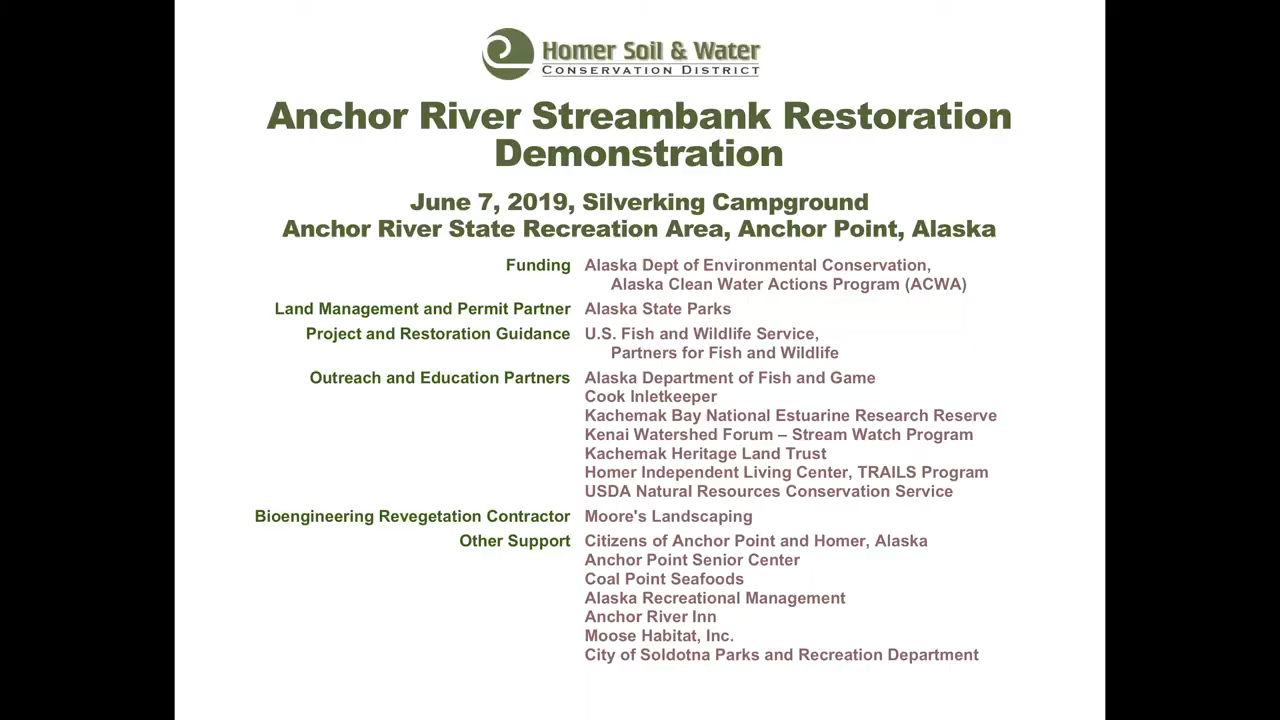 Homer Soil & Water
CONSERVATION DISTRICT
Anchor River Streambank Restoration
Demonstration
June 7, 2019, Silverking Campground
Anchor River State Recreation Area, Anchor Point, Alaska
Funding Alaska Dept of Environmental Conservation,
Alaska Clean Water Actions Program (ACWA)
Land Management and Permit Partner Alaska State Parks
Project and Restoration Guidance U.S. Fish and Wildlife Service,
Partners for Fish and Wildlife
Outreach and Education Partners Alaska Department of Fish and Game
Cook Inletkeeper
Kachemak Bay National Estuarine Research Reserve
Kenai Watershed Forum – Stream Watch Program
Kachemak Heritage Land Trust
Homer Independent Living Center, TRAILS Program
USDA Natural Resources Conservation Service
Bioengineering Revegetation Contractor Moore's Landscaping
Other Support Citizens of Anchor Point and Homer, Alaska
Anchor Point Senior Center
Coal Point Seafoods
Alaska Recreational Management
Anchor River Inn
Moose Habitat, Inc.
City of Soldotna Parks and Recreation Department